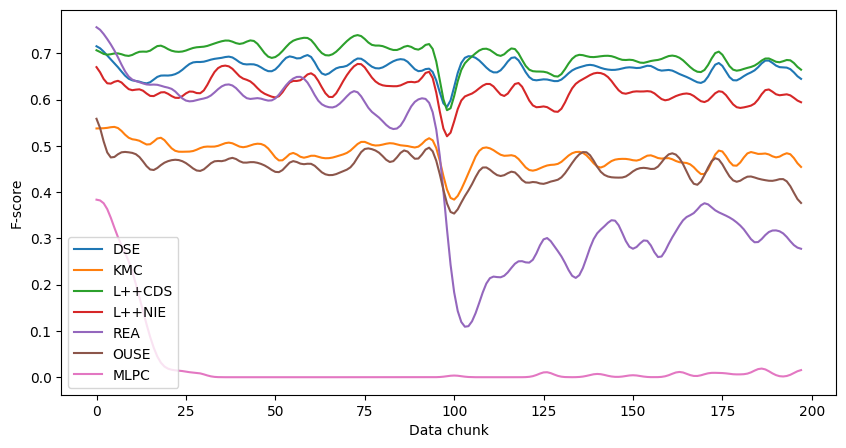 F-score
0.7
0.6
0.5
0.4
0.3
0.2
0.1
0.0
DSE
KMC
L++CDS
L++NIE
REA
OUSE
MLPC
0 25 50 75 100 125 150 175 200
Data chunk